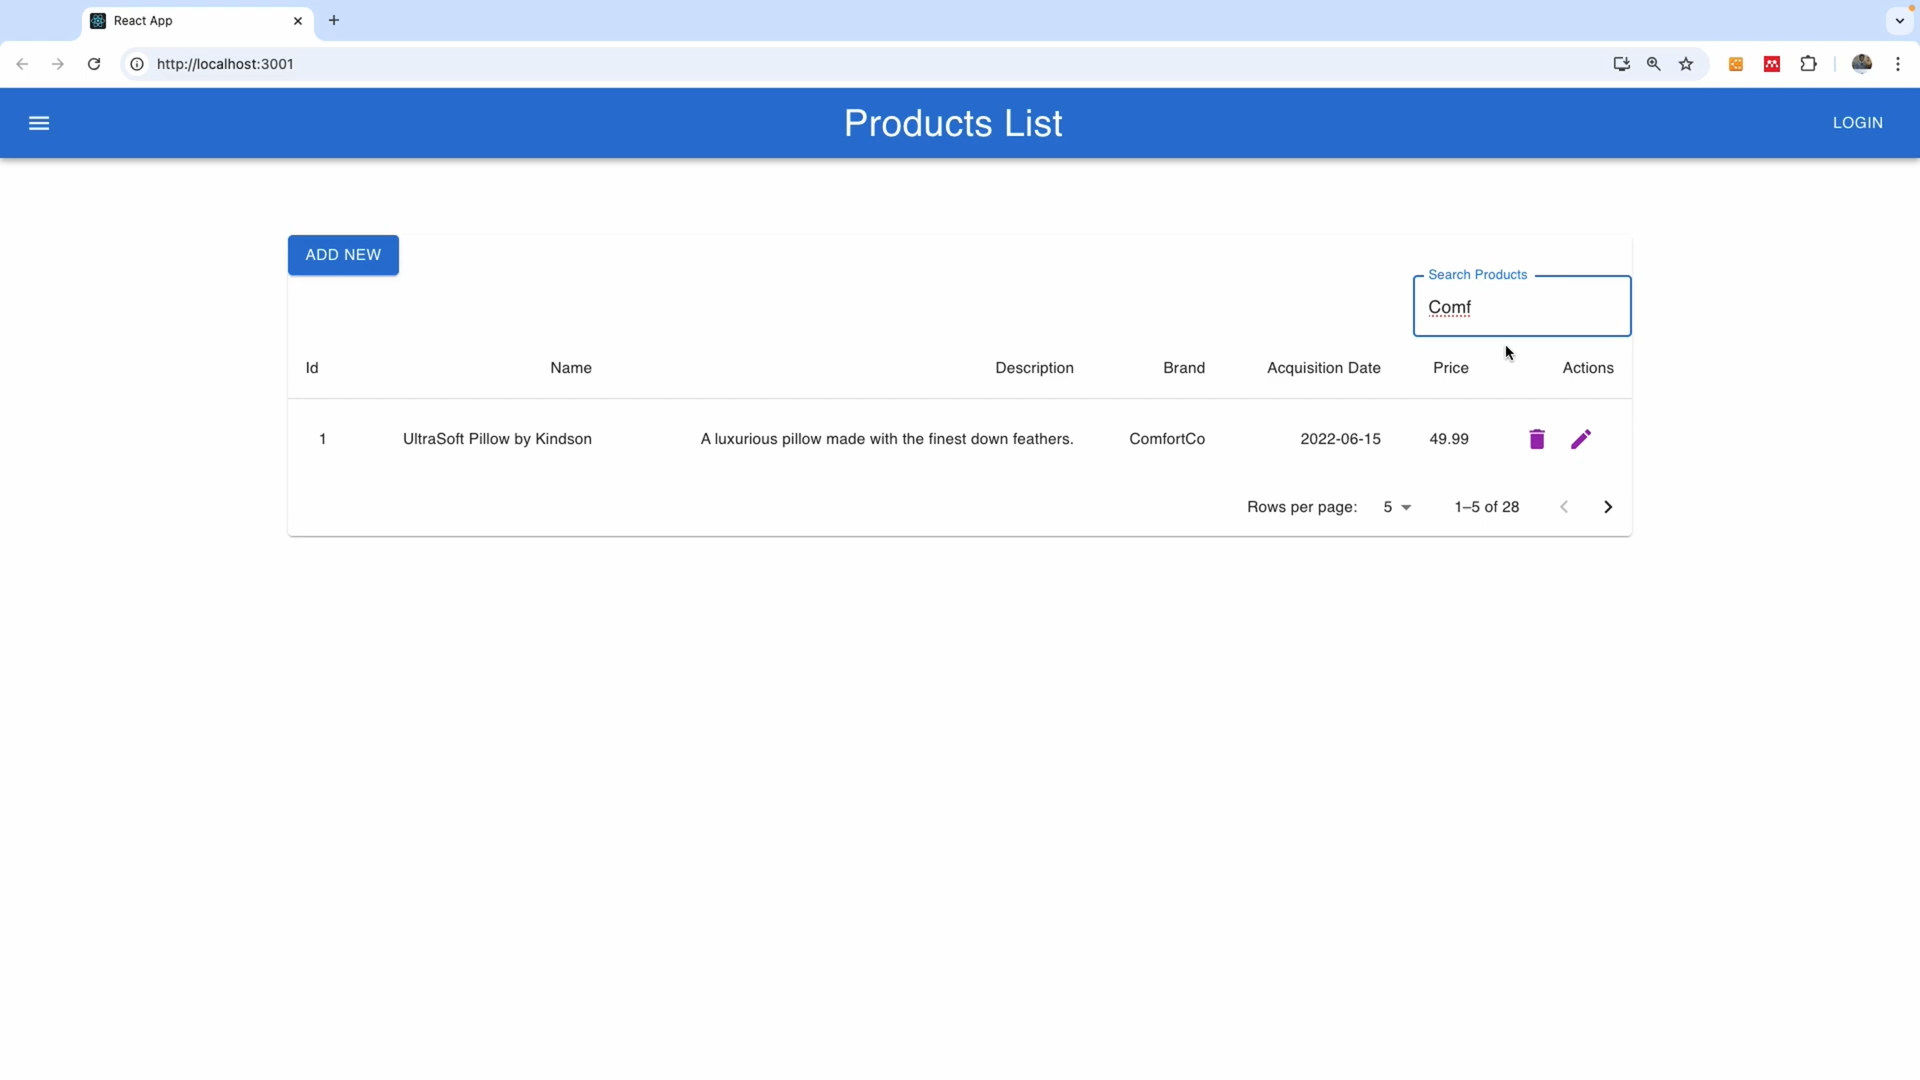 React App
http://localhost:3001
Products List
LOGIN
ADD NEW
Search Products
Comf
Id Name Description Brand Acquisition Date Price Actions
1 UltraSoft Pillow by Kindson A luxurious pillow made with the finest down feathers. ComfortCo 2022-06-15 49.99
Rows per page: 5 1–5 of 28